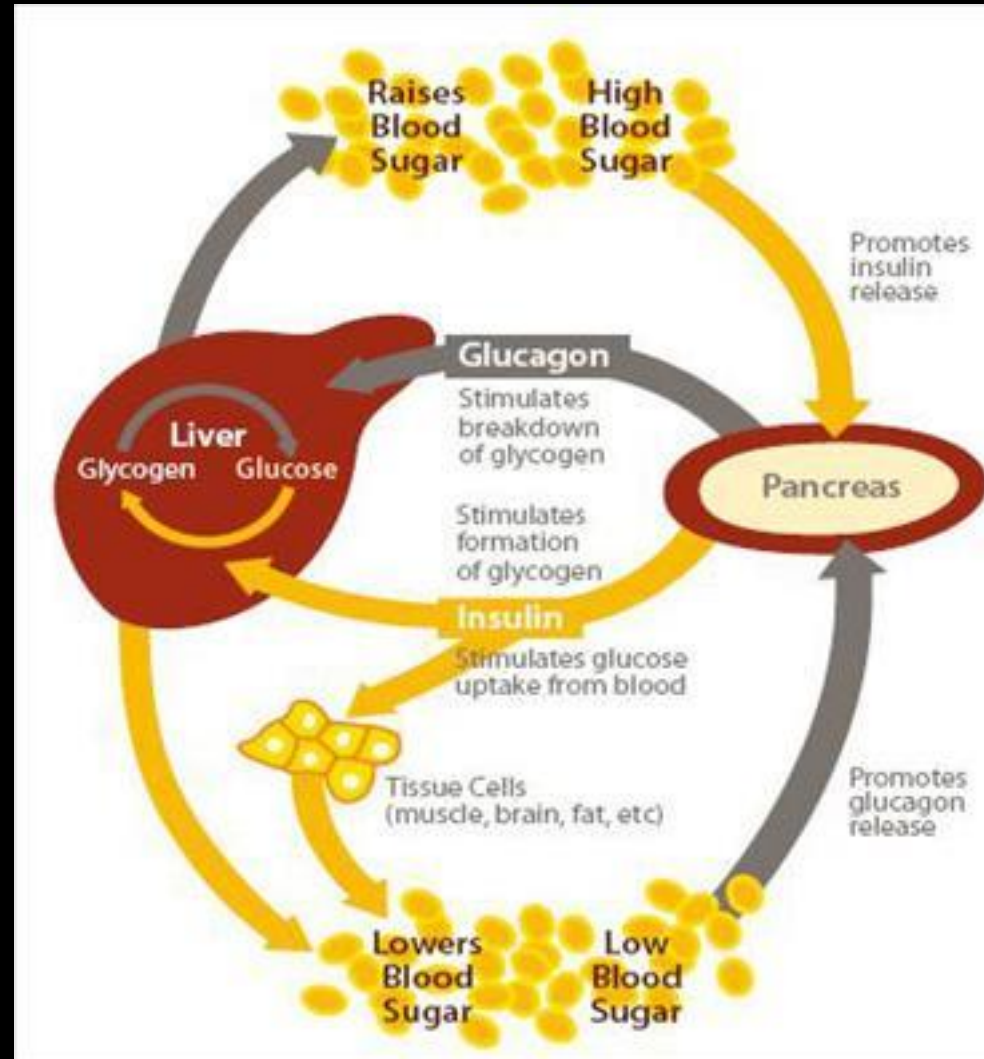 Raises
Blood
Sugar
High
Blood
Sugar
Promotes
insulin
release
Glucagon
Stimulates
breakdown
of glycogen
Liver
Glycogen Glucose
Pancreas
Stimulates
formation
of glycogen
Insulin
Stimulates glucose
uptake from blood
Tissue Cells
(muscle, brain, fat, etc)
Promotes
glucagon
release
Lowers
Blood
Sugar
Low
Blood
Sugar